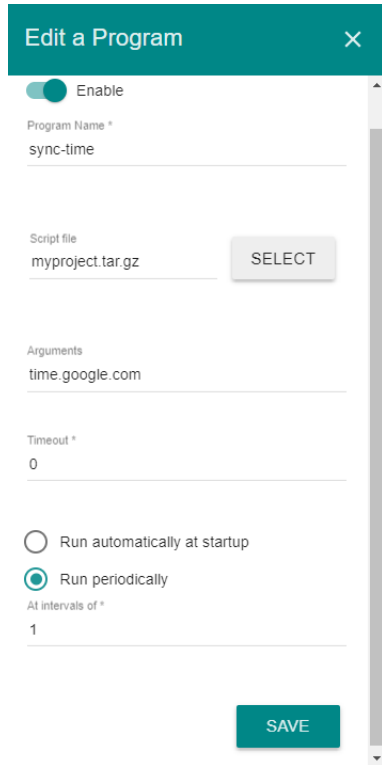 Edit a Program
Enable
Program Name *
sync-time
Script file
myproject.tar.gz
SELECT
Arguments
time.google.com
Timeout *
0
Run automatically at startup
Run periodically
At intervals of *
1
SAVE